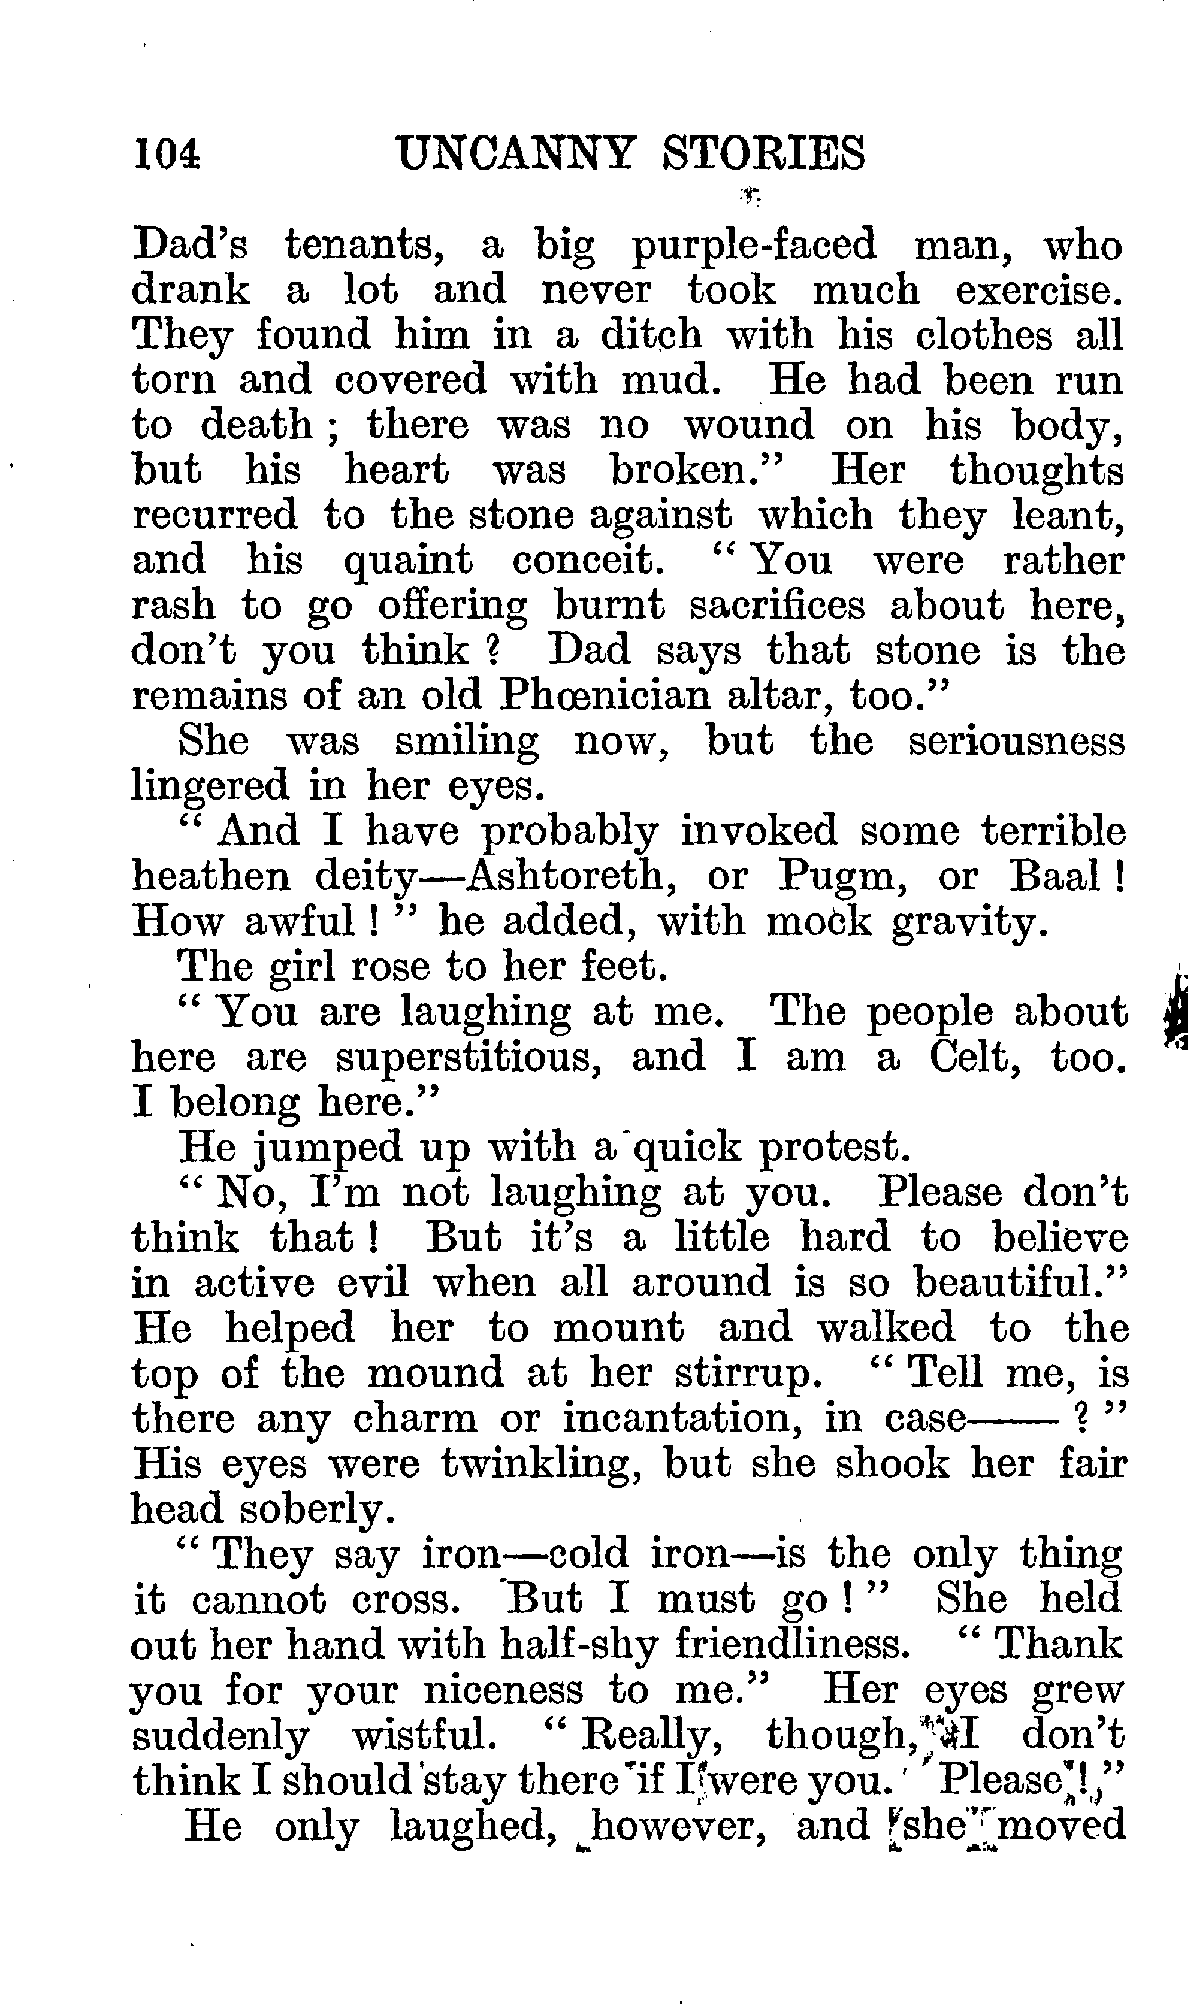 104 UNCANNY STORIES
Dad's tenants, a big purple-faced man, who
drank a lot and never took much exercise.
They found him in a ditch with his clothes all
torn and covered with mud. He had been run
to death ; there was no wound on his body,
but his heart was broken." Her thoughts
recurred to the stone against which they leant,
and his quaint conceit. " You were rather
rash to go offering burnt sacrifices about here,
don't you think ? Dad says that stone is the
remains of an old Phœnician altar, too."
She was smiling now, but the seriousness
lingered in her eyes.
" And I have probably invoked some terrible
heathen deity—Ashtoreth, or Pugm, or Baal !
How awful ! " he added, with mock gravity.
The girl rose to her feet.
" You are laughing at me. The people about
here are superstitious, and I am a Celt, too.
I belong here."
He jumped up with a quick protest.
" No, I'm not laughing at you. Please don't
think that ! But it's a little hard to believe
in active evil when all around is so beautiful."
He helped her to mount and walked to the
top of the mound at her stirrup. " Tell me, is
there any charm or incantation, in case—— ? "
His eyes were twinkling, but she shook her fair
head soberly.
" They say iron—cold iron—is the only thing
it cannot cross. But I must go ! " She held
out her hand with half-shy friendliness. " Thank
you for your niceness to me." Her eyes grew
suddenly wistful. " Really, though, I don't
think I should stay there if I were you. Please ! "
He only laughed, however, and she moved